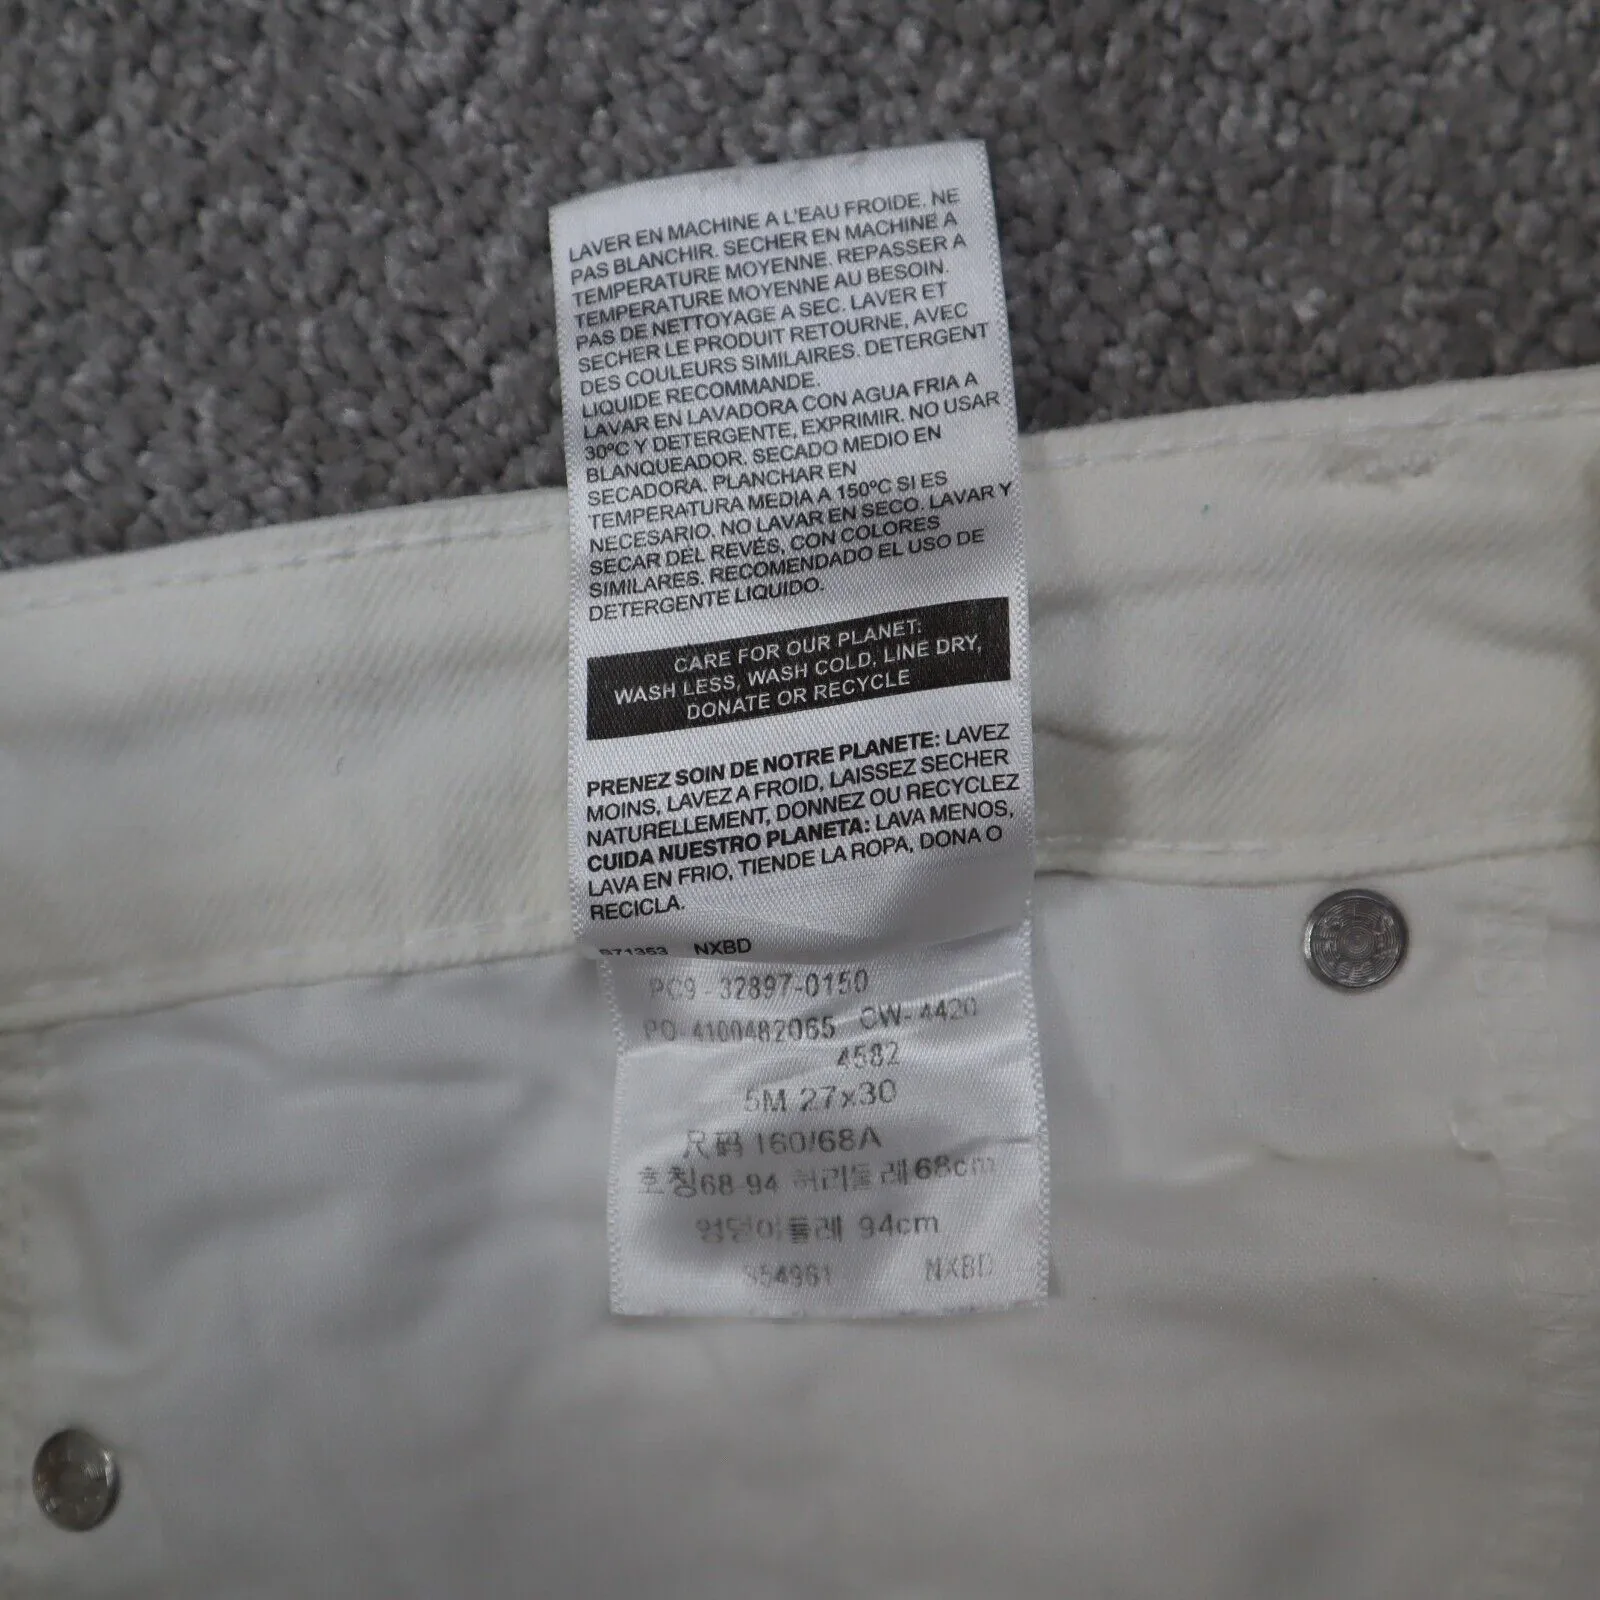 LAVER EN MACHINE A L'EAU FROIDE. NE
PAS BLANCHIR. SECHER EN MACHINE A
TEMPERATURE MOYENNE. REPASSER A
TEMPERATURE MOYENNE AU BESOIN.
PAS DE NETTOYAGE A SEC. LAVER ET
SECHER LE PRODUIT RETOURNE, AVEC
DES COULEURS SIMILAIRES. DETERGENT
LIQUIDE RECOMMANDE.
LAVAR EN LAVADORA CON AGUA FRIA A
30ºC Y DETERGENTE, EXPRIMIR. NO USAR
BLANQUEADOR. SECADO MEDIO EN
SECADORA. PLANCHAR EN
TEMPERATURA MEDIA A 150ºC SI ES
NECESARIO. NO LAVAR EN SECO. LAVAR Y
SECAR DEL REVÉS, CON COLORES
SIMILARES. RECOMENDADO EL USO DE
DETERGENTE LIQUIDO.
CARE FOR OUR PLANET:
WASH LESS, WASH COLD, LINE DRY,
DONATE OR RECYCLE
PRENEZ SOIN DE NOTRE PLANETE: LAVEZ
MOINS, LAVEZ A FROID, LAISSEZ SECHER
NATURELLEMENT, DONNEZ OU RECYCLEZ
CUIDA NUESTRO PLANETA: LAVA MENOS,
LAVA EN FRIO, TIENDE LA ROPA, DONA O
RECICLA.
NXBD
PC9-32897-0150
PO-4100482065 CW-4420
4582
5M 27x30
尺码 160/68A
호칭68-94 허리둘레68cm
엉덩이둘레 94cm
NXBD